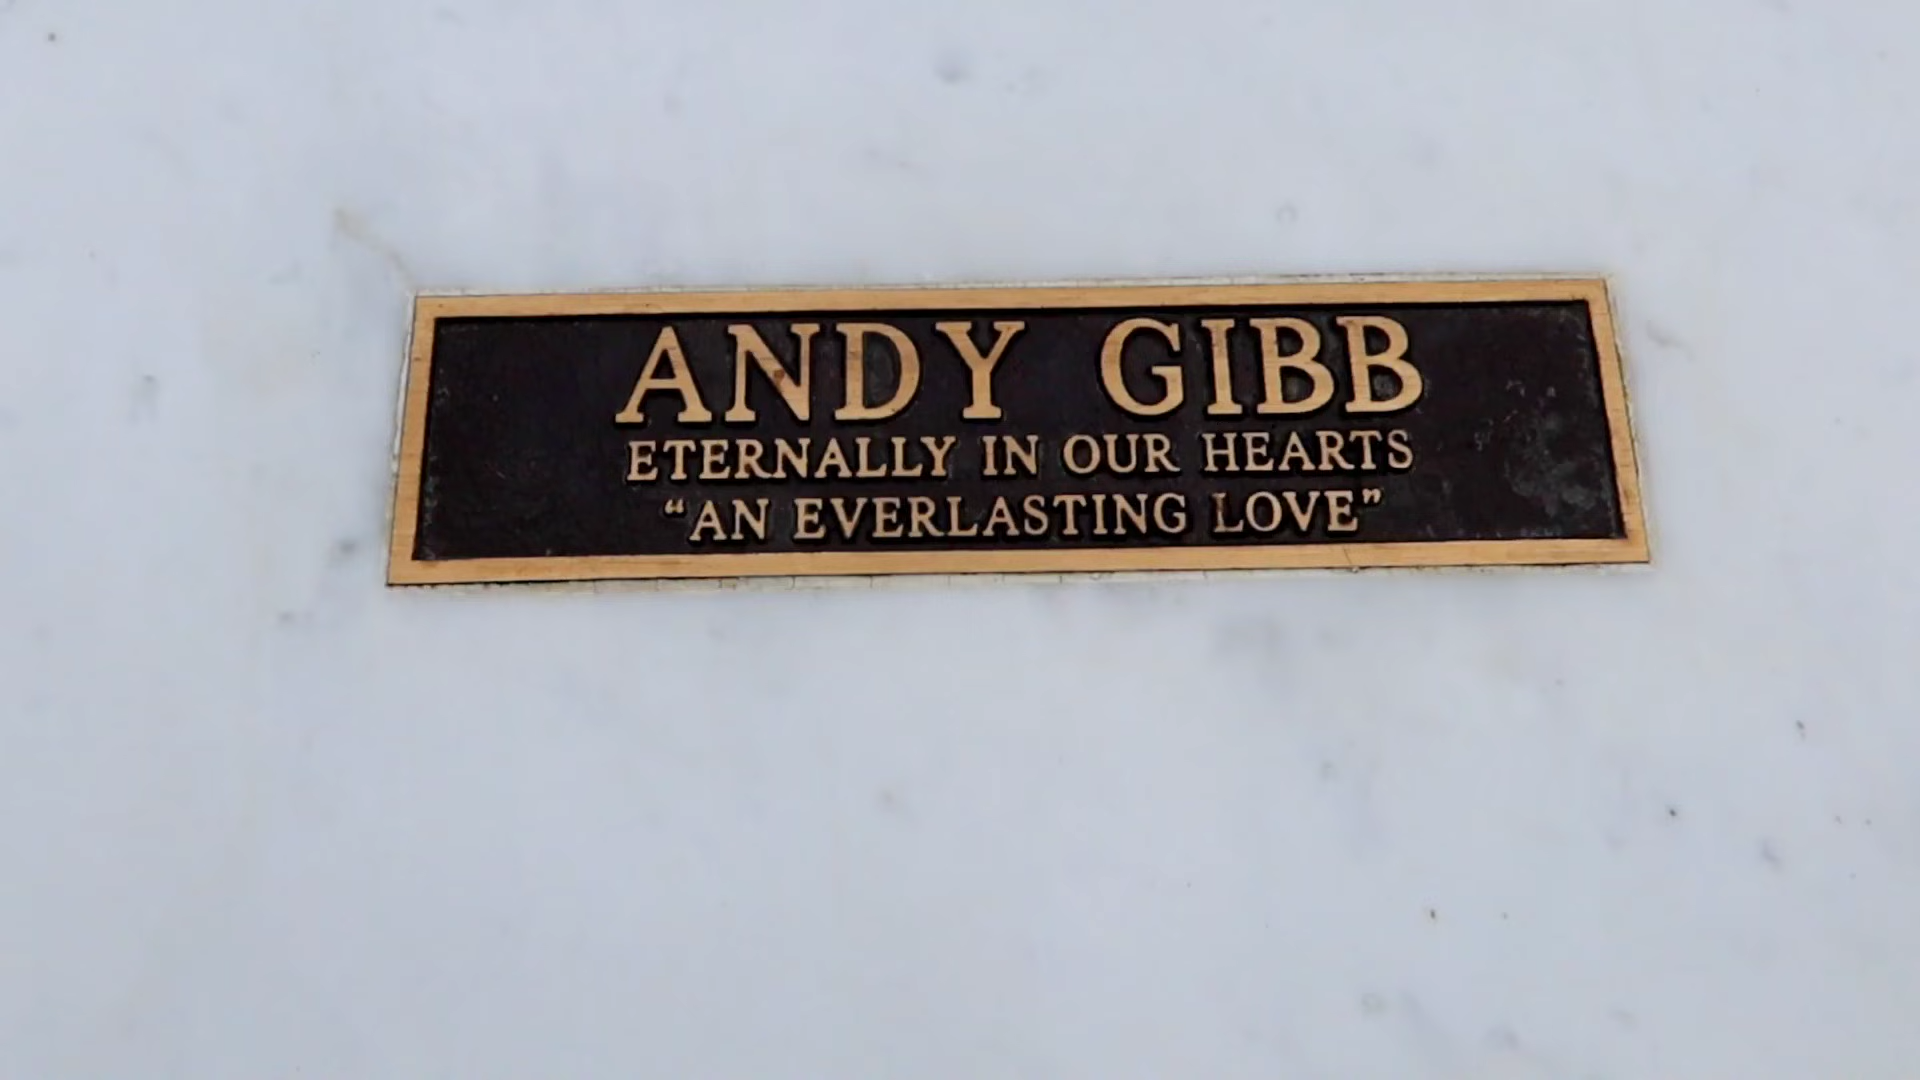 ANDY GIBB
ETERNALLY IN OUR HEARTS
“AN EVERLASTING LOVE”